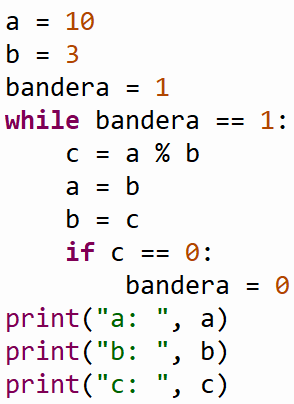 a = 10
b = 3
bandera = 1
while bandera == 1:
    c = a % b
    a = b
    b = c
    if c == 0:
        bandera = 0
print("a: ", a)
print("b: ", b)
print("c: ", c)